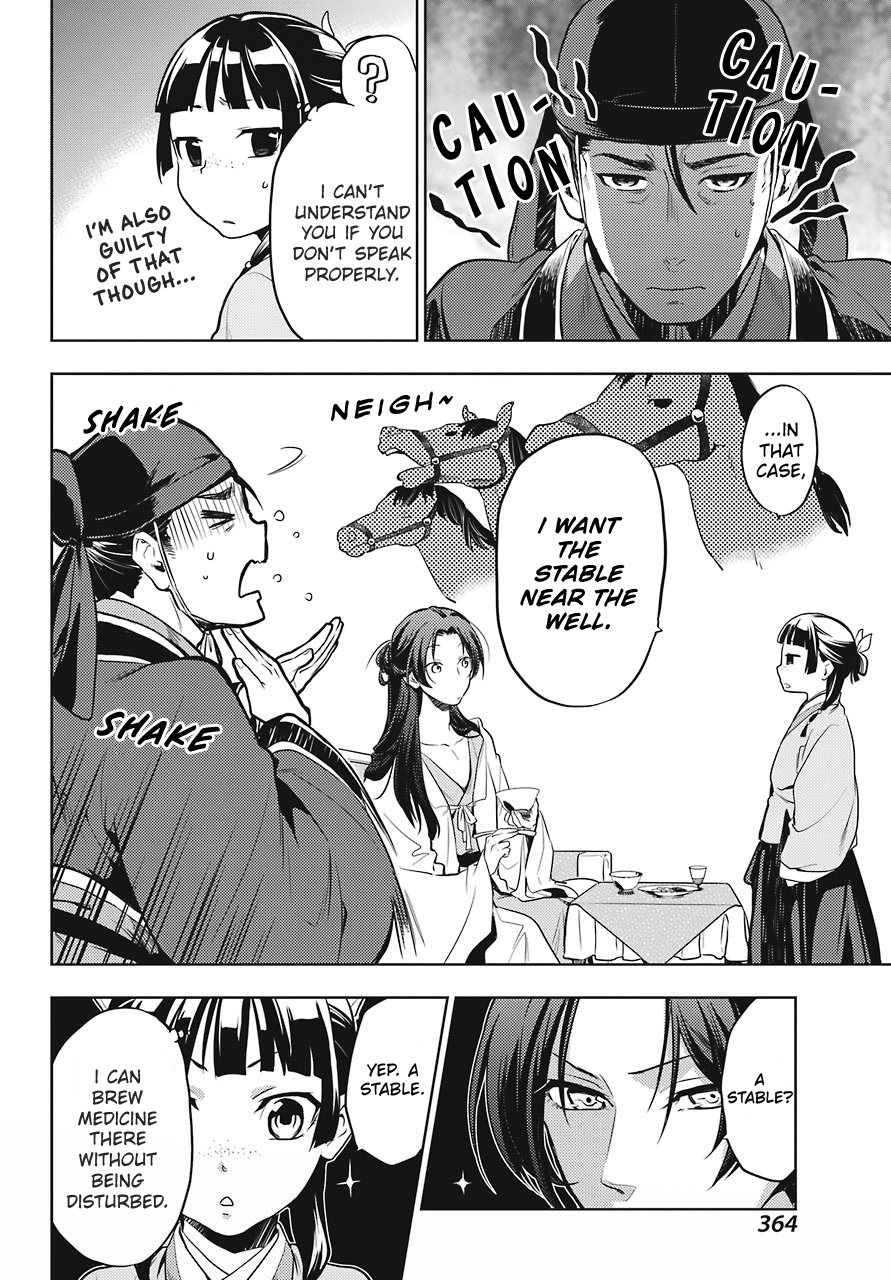 CAU-
TION
CAU-
TION
?
I CAN'T
UNDERSTAND
YOU IF YOU
DON'T SPEAK
PROPERLY.
I'M ALSO
GUILTY
OF THAT
THOUGH...
...IN
THAT
CASE,
I WANT
THE
STABLE
NEAR THE
WELL.
NEIGH~
SHAKE
SHAKE
A
STABLE?
YEP. A
STABLE.
I CAN
BREW
MEDICINE
THERE
WITHOUT
BEING
DISTURBED.
364